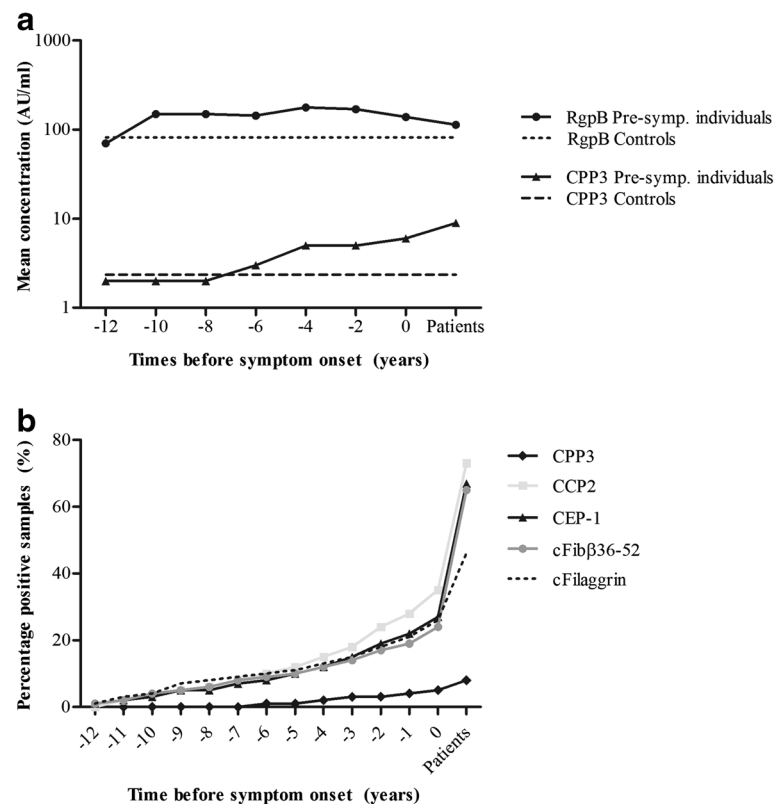 a
Mean concentration (AU/ml)
1000
100
10
1
-12 -10 -8 -6 -4 -2 0 Patients
Times before symptom onset (years)
RgpB Pre-symp. individuals
RgpB Controls
CPP3 Pre-symp. individuals
CPP3 Controls
b
Percentage positive samples (%)
80
60
40
20
0
-12 -11 -10 -9 -8 -7 -6 -5 -4 -3 -2 -1 0 Patients
Time before symptom onset (years)
CPP3
CCP2
CEP-1
cFibβ36-52
cFilaggrin